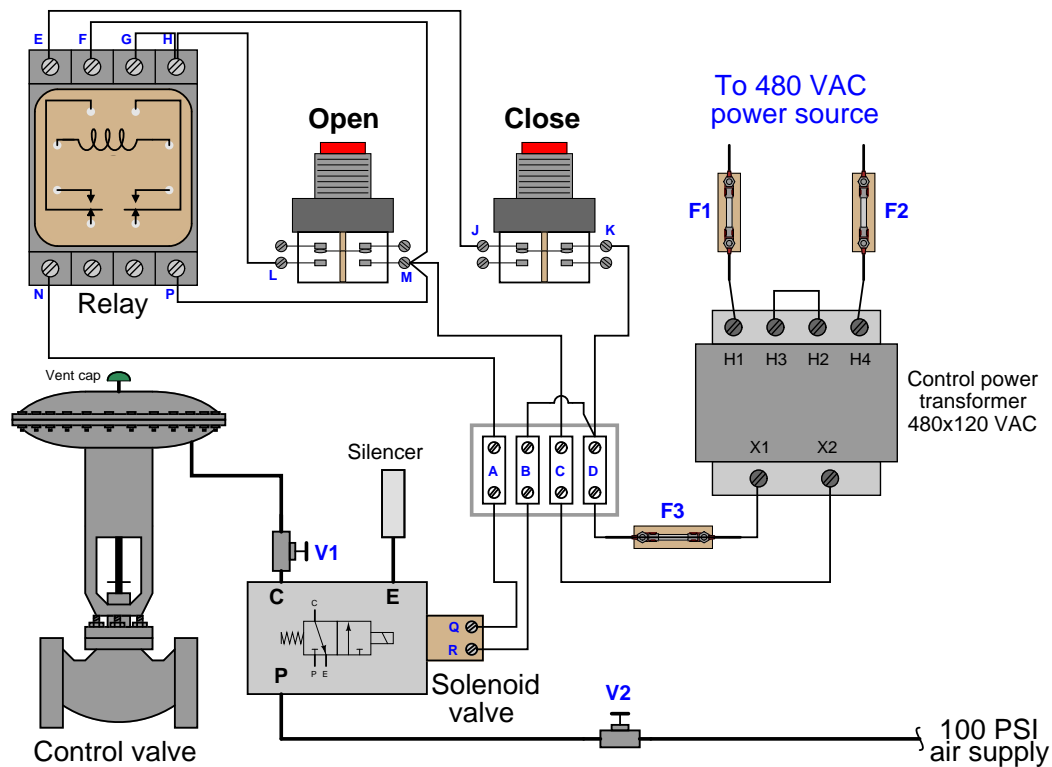 E F G H
Open
Close
To 480 VAC
power source
F1
F2
J
K
L
M
N
P
Relay
H1 H3 H2 H4
Control power
transformer
480x120 VAC
X1 X2
Vent cap
Silencer
A B C D
F3
V1
C
E
C
P E
Q
R
P
Solenoid
valve
V2
Control valve
100 PSI
air supply